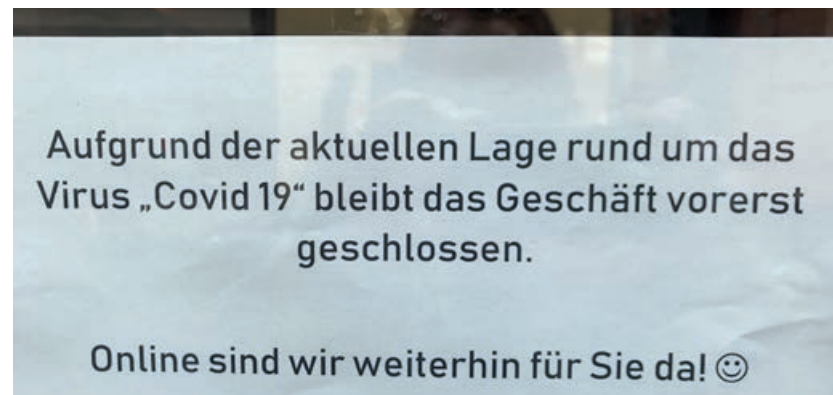 Aufgrund der aktuellen Lage rund um das
Virus „Covid 19“ bleibt das Geschäft vorerst
geschlossen.
Online sind wir weiterhin für Sie da! ☺